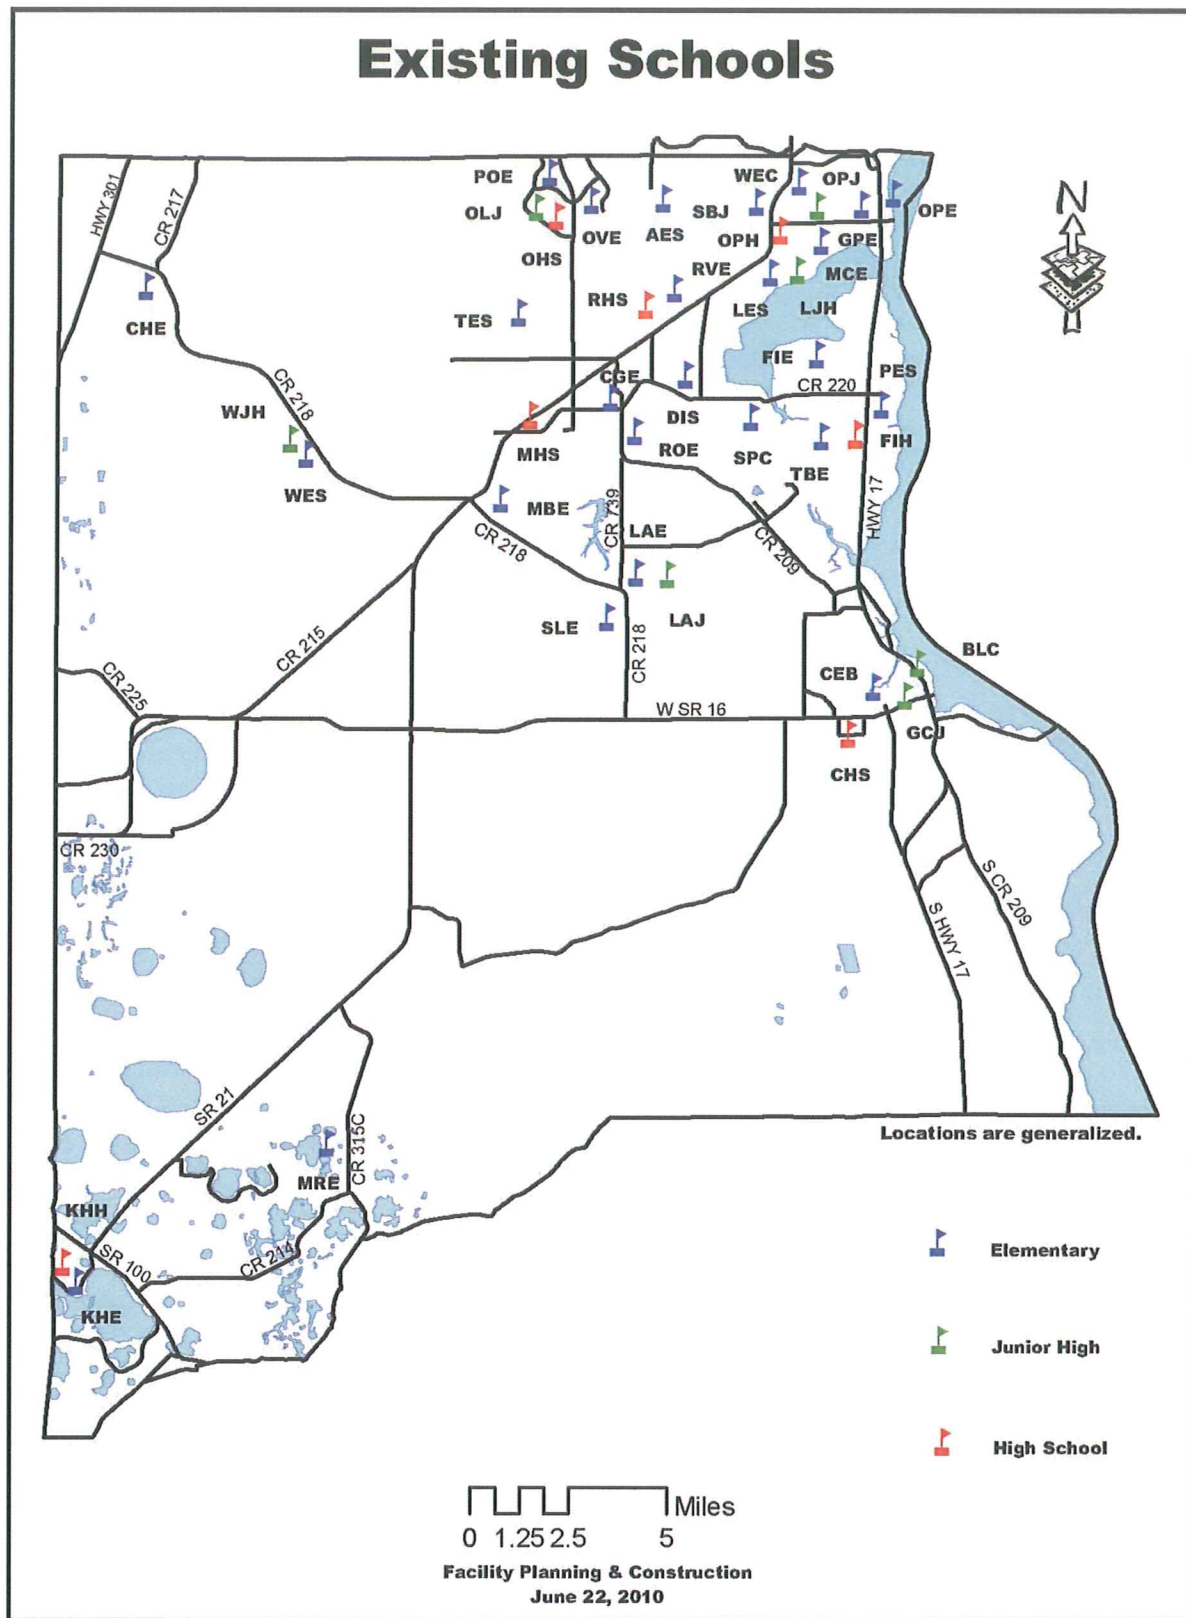 Existing Schools
HWY 301
CR 217
POE
OLJ
OHS
OVE
AES
SBJ
WEC
OPJ
OPE
OPH
GPE
MCE
RVE
RHS
LES
LJH
TES
CHE
FIE
PES
CR 220
CGE
DIS
CR 218
WJH
WES
MHS
ROE
SPC
TBE
FIH
HWY 17
MBE
CR 739
LAE
CR 218
CR 209
SLE
LAJ
CR 218
CR 215
CR 225
BLC
CEB
W SR 16
GCJ
CHS
CR 230
S CR 209
S HWY 17
SR 21
CR 315C
MRE
Locations are generalized.
KHH
SR 100
CR 214
KHE
Elementary
Junior High
High School
N
Miles
0 1.25 2.5 5
Facility Planning & Construction
June 22, 2010